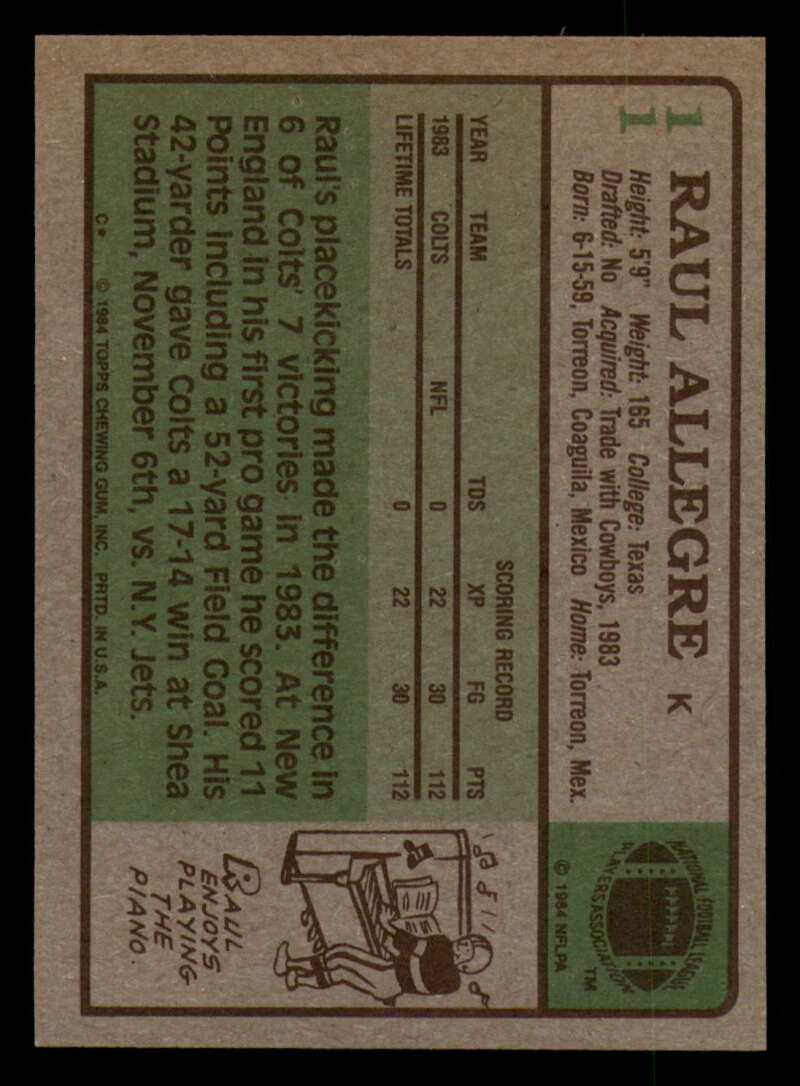 11
RAUL ALLEGRE K
Height: 5'9" Weight: 165 College: Texas
Drafted: No Acquired: Trade with Cowboys, 1983
Born: 6-15-59, Torreon, Coaguila, Mexico Home: Torreon, Mex.
NATIONAL FOOTBALL LEAGUE
PLAYERS ASSOCIATION
TM
© 1984 NFLPA
SCORING RECORD
YEAR TEAM TDS XP FG PTS
1983 COLTS NFL 0 22 30 112
LIFETIME TOTALS 0 22 30 112
Raul's placekicking made the difference in
6 of Colts' 7 victories in 1983. At New
England in his first pro game he scored 11
Points including a 52-yard Field Goal. His
42-yarder gave Colts a 17-14 win at Shea
Stadium, November 6th, vs. N.Y. Jets.
RAUL
ENJOYS
PLAYING
THE
PIANO.
C* © 1984 TOPPS CHEWING GUM, INC. PRTD. IN U.S.A.